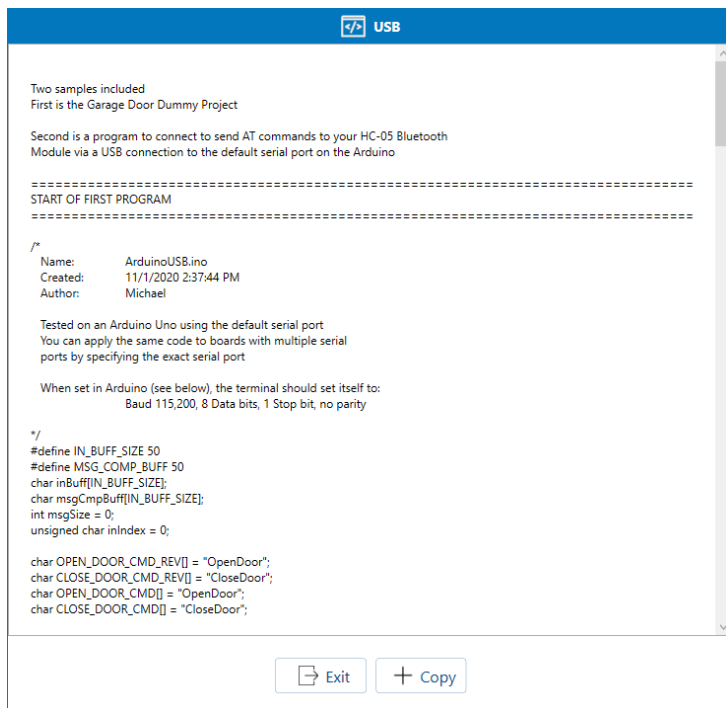 </> USB
Two samples included
First is the Garage Door Dummy Project
Second is a program to connect to send AT commands to your HC-05 Bluetooth
Module via a USB connection to the default serial port on the Arduino
===================================================================================
START OF FIRST PROGRAM
===================================================================================
/*
Name: ArduinoUSB.ino
Created: 11/1/2020 2:37:44 PM
Author: Michael
Tested on an Arduino Uno using the default serial port
You can apply the same code to boards with multiple serial
ports by specifying the exact serial port
When set in Arduino (see below), the terminal should set itself to:
Baud 115,200, 8 Data bits, 1 Stop bit, no parity
*/
#define IN_BUFF_SIZE 50
#define MSG_COMP_BUFF 50
char inBuff[IN_BUFF_SIZE];
char msgCmpBuff[IN_BUFF_SIZE];
int msgSize = 0;
unsigned char inIndex = 0;
char OPEN_DOOR_CMD_REV[] = "OpenDoor";
char CLOSE_DOOR_CMD_REV[] = "CloseDoor";
char OPEN_DOOR_CMD[] = "OpenDoor";
char CLOSE_DOOR_CMD[] = "CloseDoor";
Exit + Copy